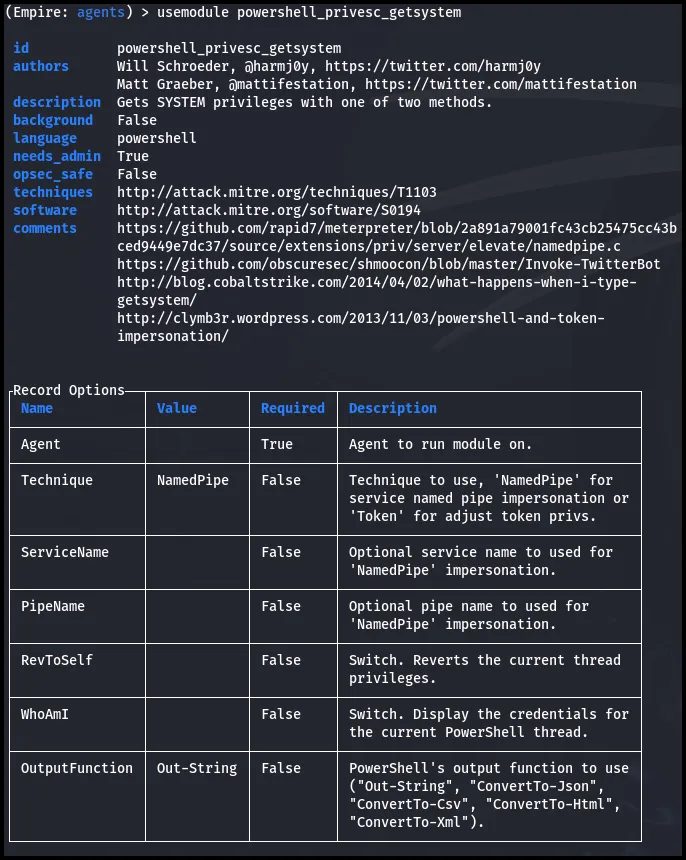 (Empire: agents) > usemodule powershell_privesc_getsystem
id powershell_privesc_getsystem
authors Will Schroeder, @harmj0y, https://twitter.com/harmj0y
Matt Graeber, @mattifestation, https://twitter.com/mattifestation
description Gets SYSTEM privileges with one of two methods.
background False
language powershell
needs_admin True
opsec_safe False
techniques http://attack.mitre.org/techniques/T1103
software http://attack.mitre.org/software/S0194
comments https://github.com/rapid7/meterpreter/blob/2a891a79001fc43cb25475cc43b
ced9449e7dc37/source/extensions/priv/server/elevate/namedpipe.c
https://github.com/obscuresec/shmoocon/blob/master/Invoke-TwitterBot
http://blog.cobaltstrike.com/2014/04/02/what-happens-when-i-type-
getsystem/
http://clymb3r.wordpress.com/2013/11/03/powershell-and-token-
impersonation/
Record Options
Name Value Required Description
Agent True Agent to run module on.
Technique NamedPipe False Technique to use, 'NamedPipe' for
service named pipe impersonation or
'Token' for adjust token privs.
ServiceName False Optional service name to used for
'NamedPipe' impersonation.
PipeName False Optional pipe name to used for
'NamedPipe' impersonation.
RevToSelf False Switch. Reverts the current thread
privileges.
WhoAmI False Switch. Display the credentials for
the current PowerShell thread.
OutputFunction Out-String False PowerShell's output function to use
("Out-String", "ConvertTo-Json",
"ConvertTo-Csv", "ConvertTo-Html",
"ConvertTo-Xml").